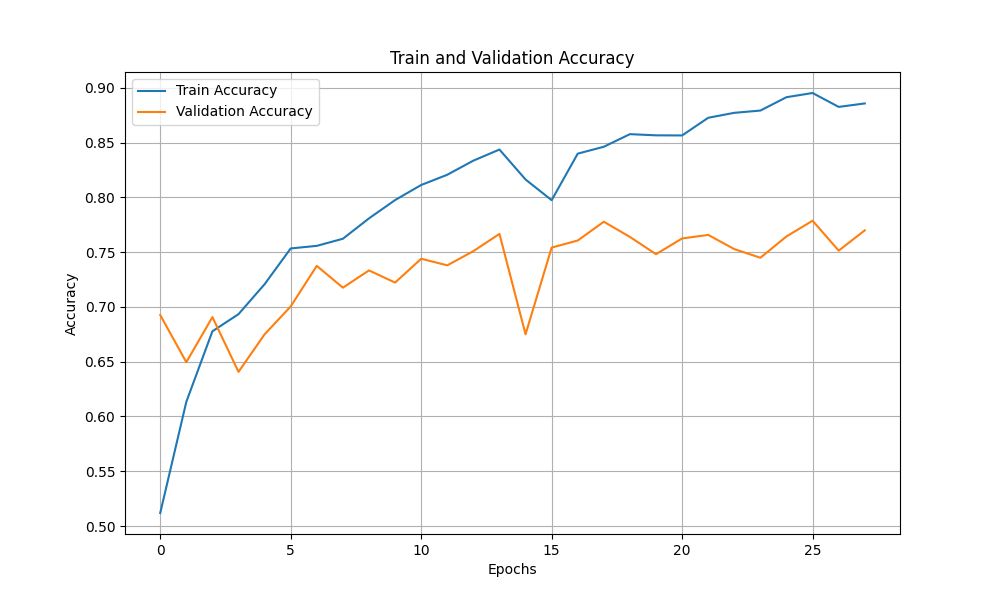 Train and Validation Accuracy
Train Accuracy
Validation Accuracy
0.90
0.85
0.80
0.75
0.70
0.65
0.60
0.55
0.50
Accuracy
0 5 10 15 20 25
Epochs